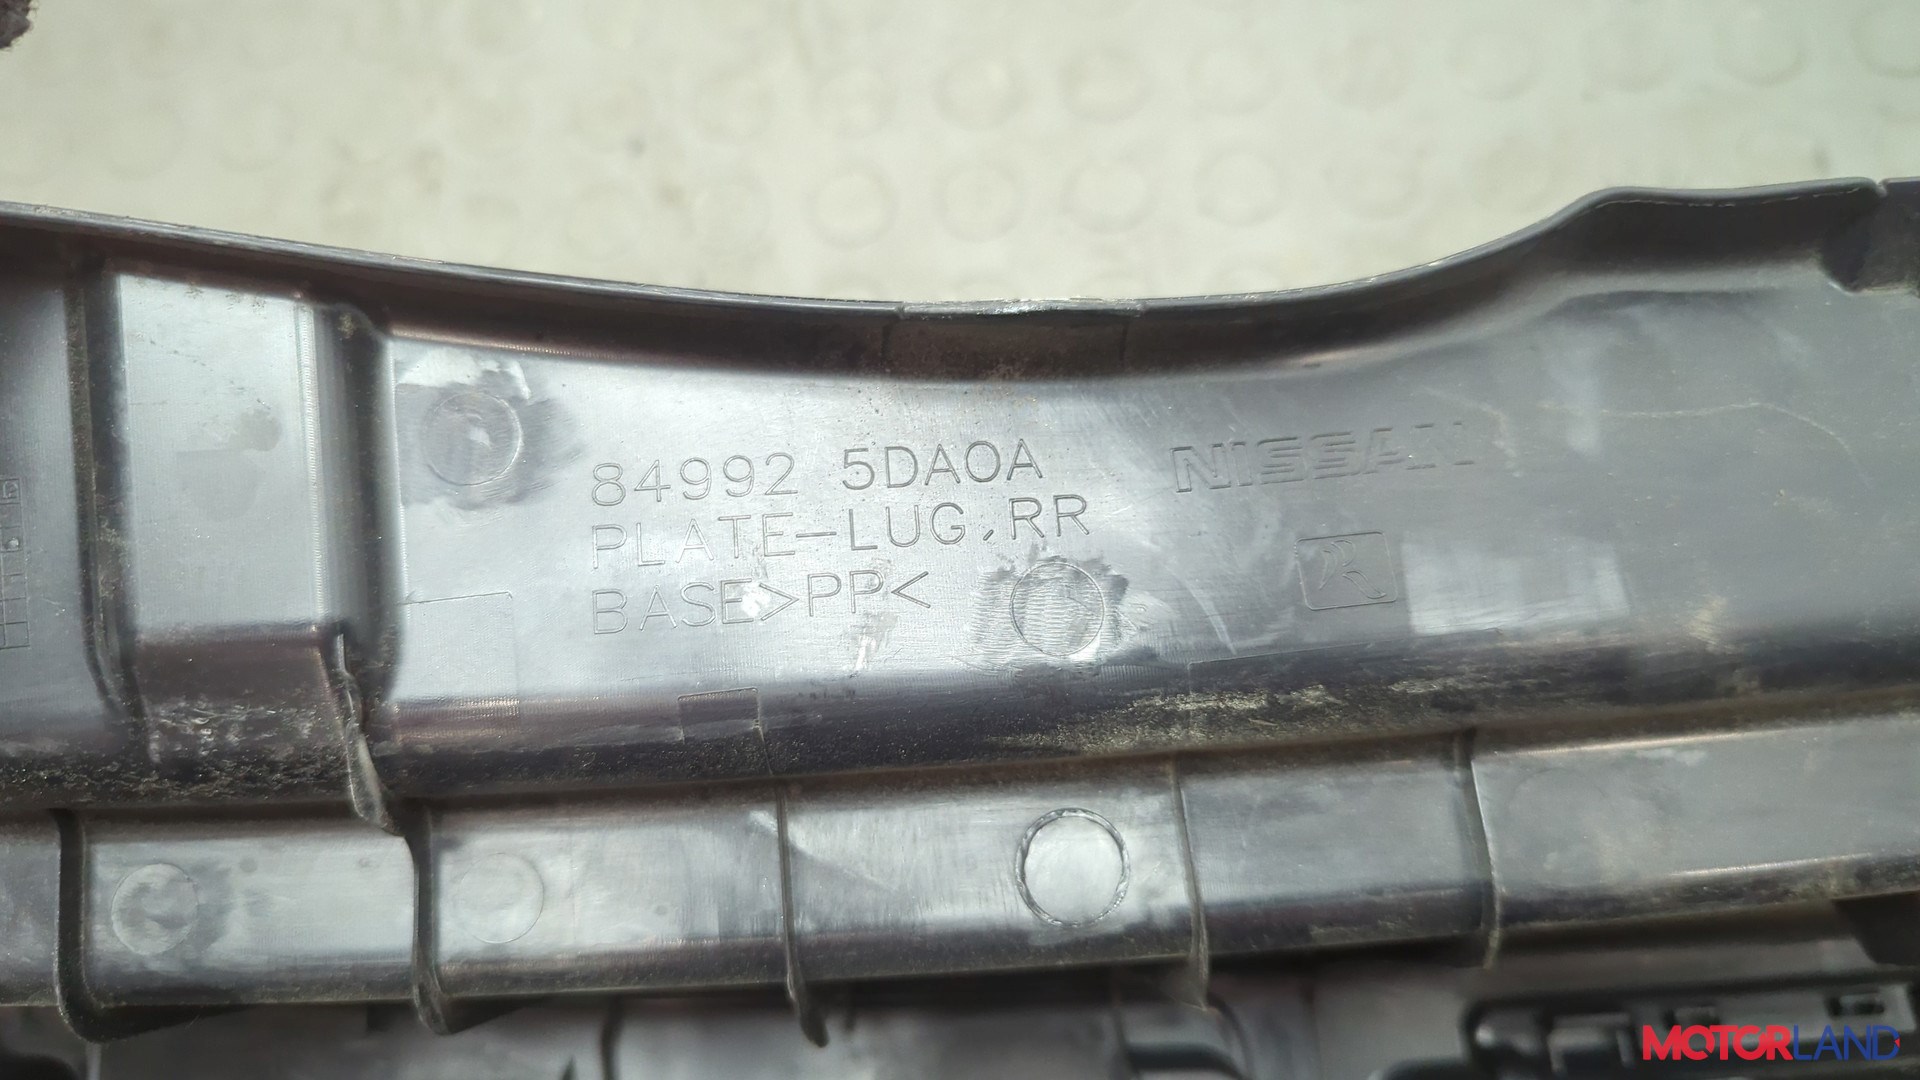 84992 5DA0A
PLATE-LUG,RR
BASE>PP<
NISSAN
R
MOTORLAND